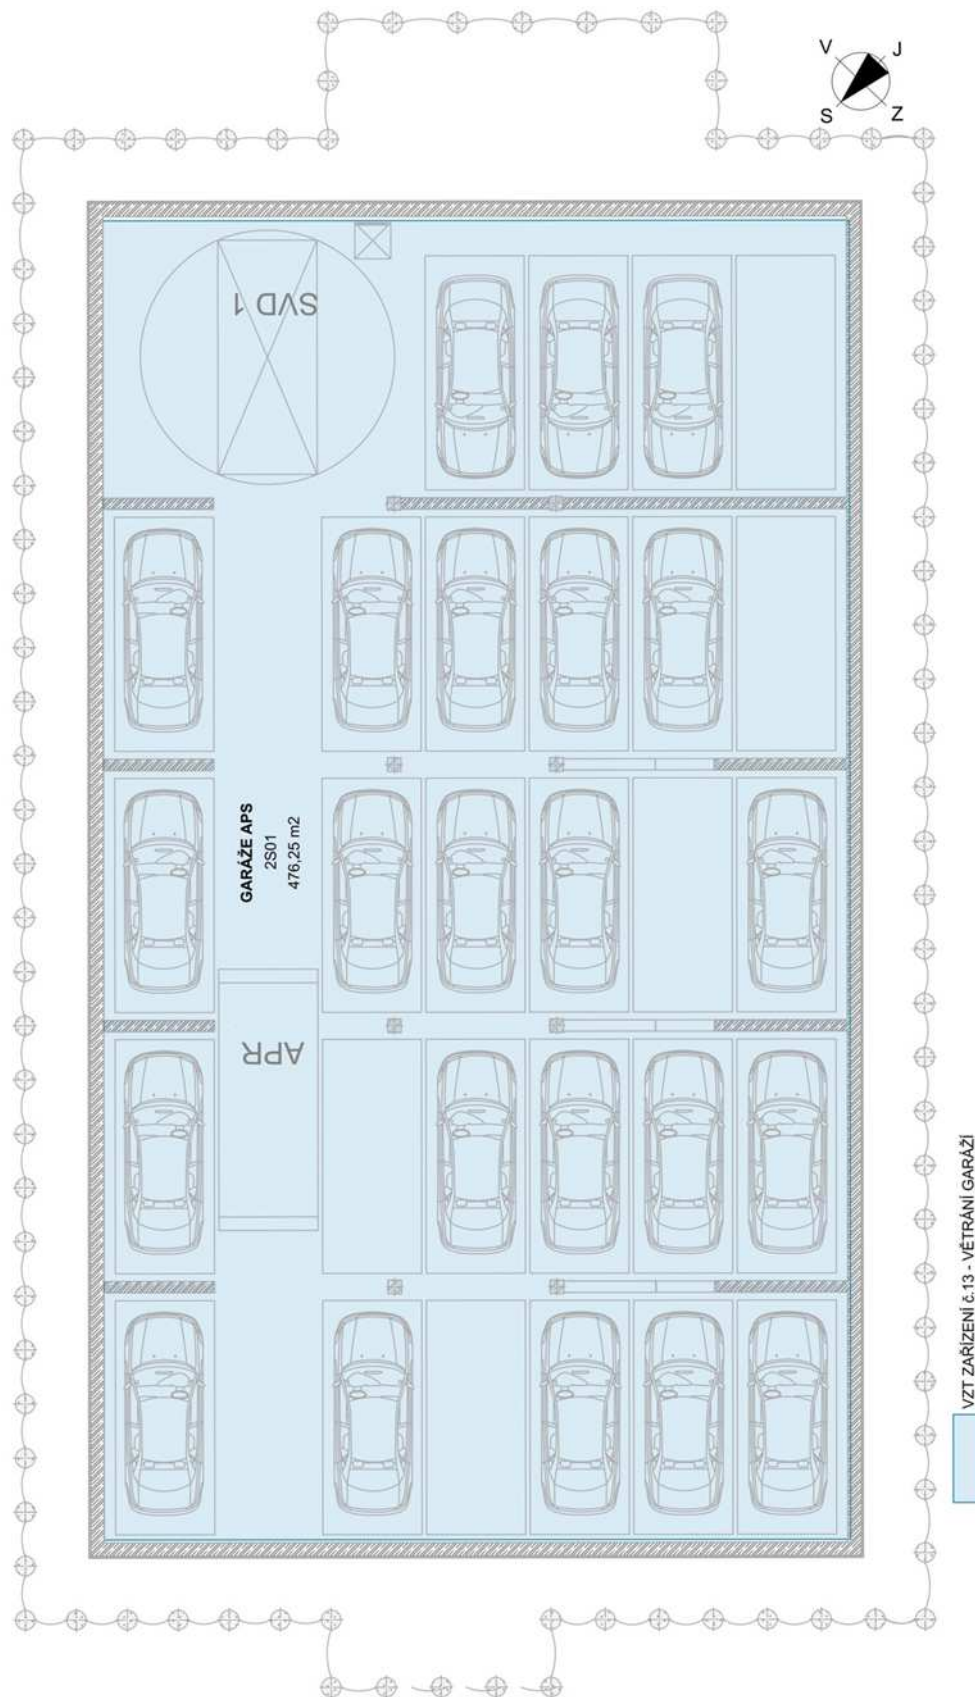 V
J
S
Z
SVD 1
GARÁŽE APS
2S01
476,25 m2
APR
VZT ZAŘÍZENÍ č.13 - VĚTRÁNÍ GARÁŽÍ